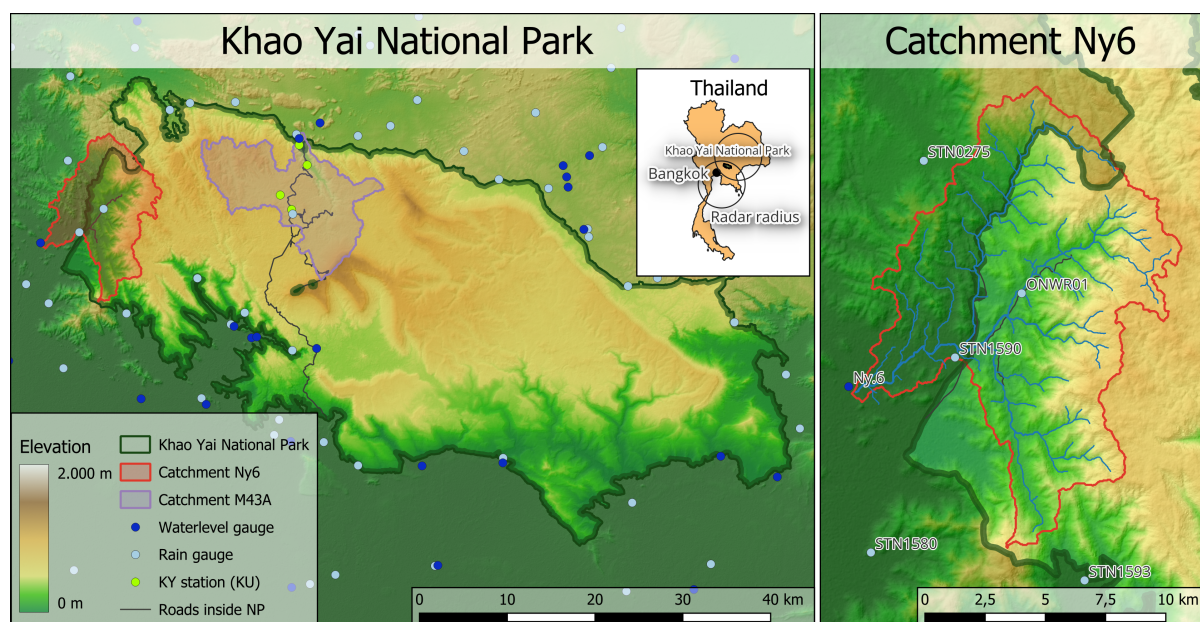 Khao Yai National Park
Thailand
Khao Yai National Park
Bangkok
Radar radius
Elevation
2.000 m
0 m
Khao Yai National Park
Catchment Ny6
Catchment M43A
Waterlevel gauge
Rain gauge
KY station (KU)
Roads inside NP
0 10 20 30 40 km
Catchment Ny6
STN0275
ONWR01
STN1590
Ny.6
STN1580
STN1593
0 2,5 5 7,5 10 km